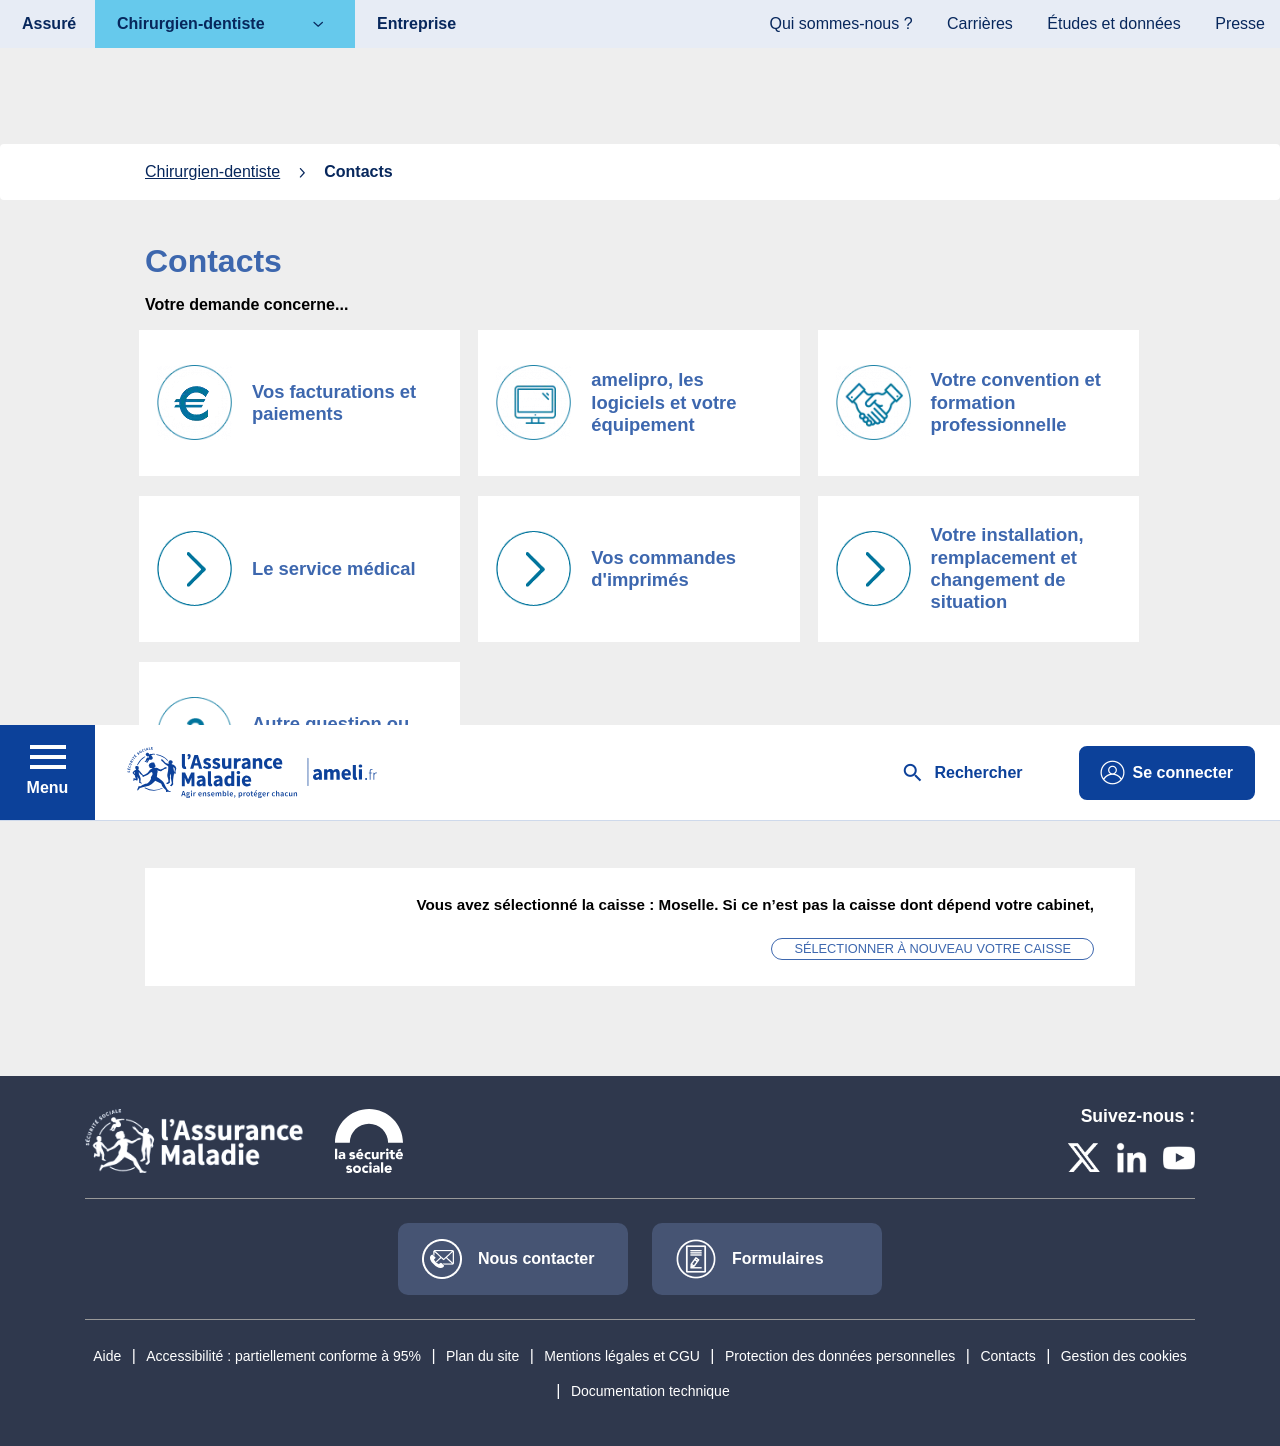 Assuré
Chirurgien-dentiste
Entreprise
Qui sommes-nous ?
Carrières
Études et données
Presse
Chirurgien-dentiste
Contacts
Contacts
Votre demande concerne...
Vos facturations et
paiements
amelipro, les
logiciels et votre
équipement
Votre convention et
formation
professionnelle
Le service médical
Vos commandes
d'imprimés
Votre installation,
remplacement et
changement de
situation
Autre question ou
Menu
SÉCURITÉ SOCIALE
l'Assurance
Maladie
Agir ensemble, protéger chacun
ameli.fr
Rechercher
Se connecter
Vous avez sélectionné la caisse : Moselle. Si ce n’est pas la caisse dont dépend votre cabinet,
SÉLECTIONNER À NOUVEAU VOTRE CAISSE
SÉCURITÉ SOCIALE
l'Assurance
Maladie
la sécurité
sociale
Suivez-nous :
Nous contacter
Formulaires
Aide | Accessibilité : partiellement conforme à 95% | Plan du site | Mentions légales et CGU | Protection des données personnelles | Contacts | Gestion des cookies
| Documentation technique